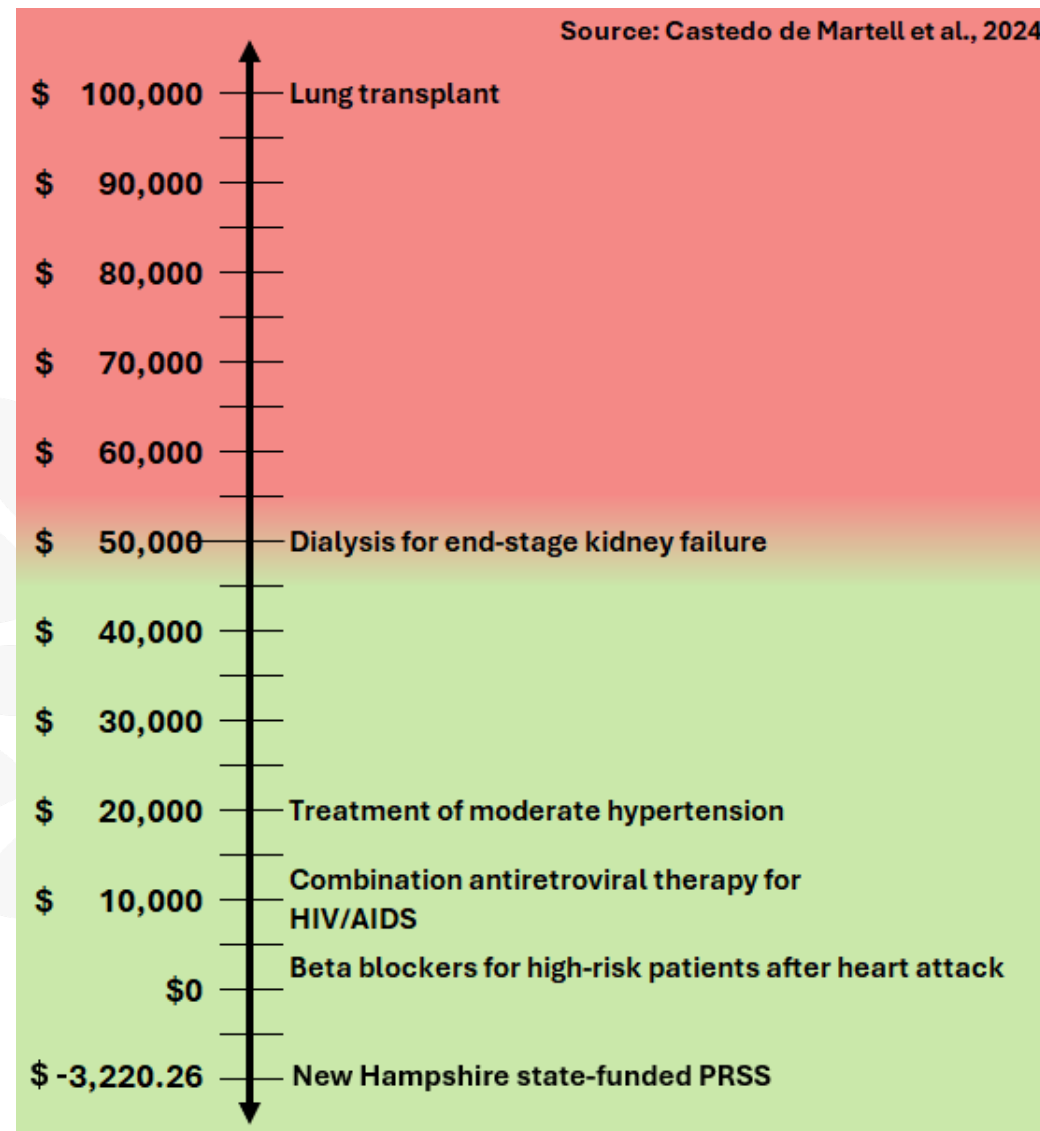 Source: Castedo de Martell et al., 2024
$ 100,000 Lung transplant
$ 90,000
$ 80,000
$ 70,000
$ 60,000
$ 50,000 Dialysis for end-stage kidney failure
$ 40,000
$ 30,000
$ 20,000 Treatment of moderate hypertension
$ 10,000 Combination antiretroviral therapy for
HIV/AIDS
Beta blockers for high-risk patients after heart attack
$0
$ -3,220.26 New Hampshire state-funded PRSS